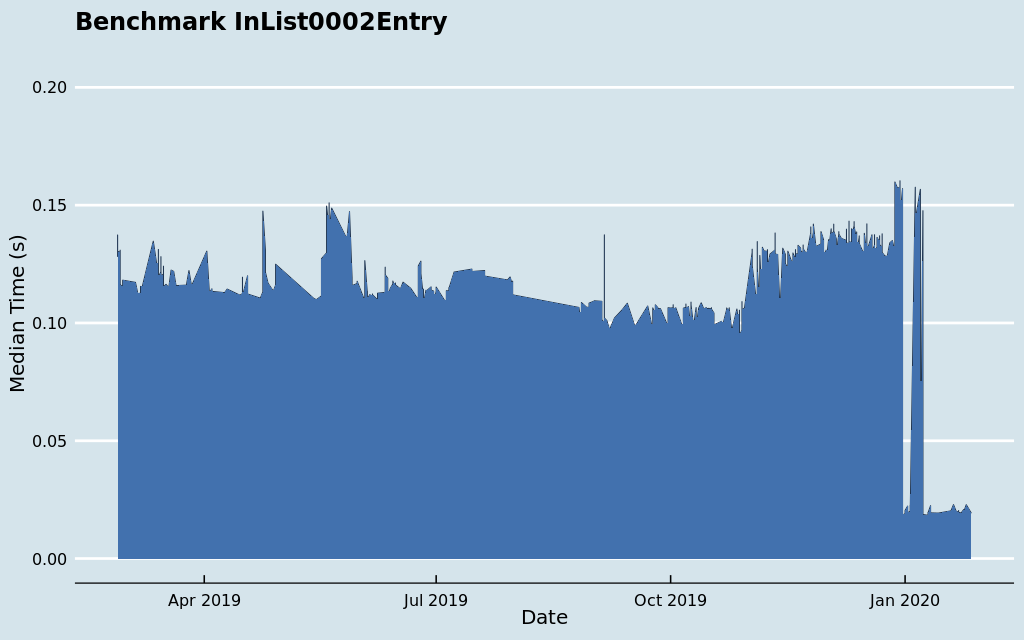 Benchmark InList0002Entry
0.20
0.15
0.10
0.05
0.00
Median Time (s)
Apr 2019 Jul 2019 Oct 2019 Jan 2020
Date